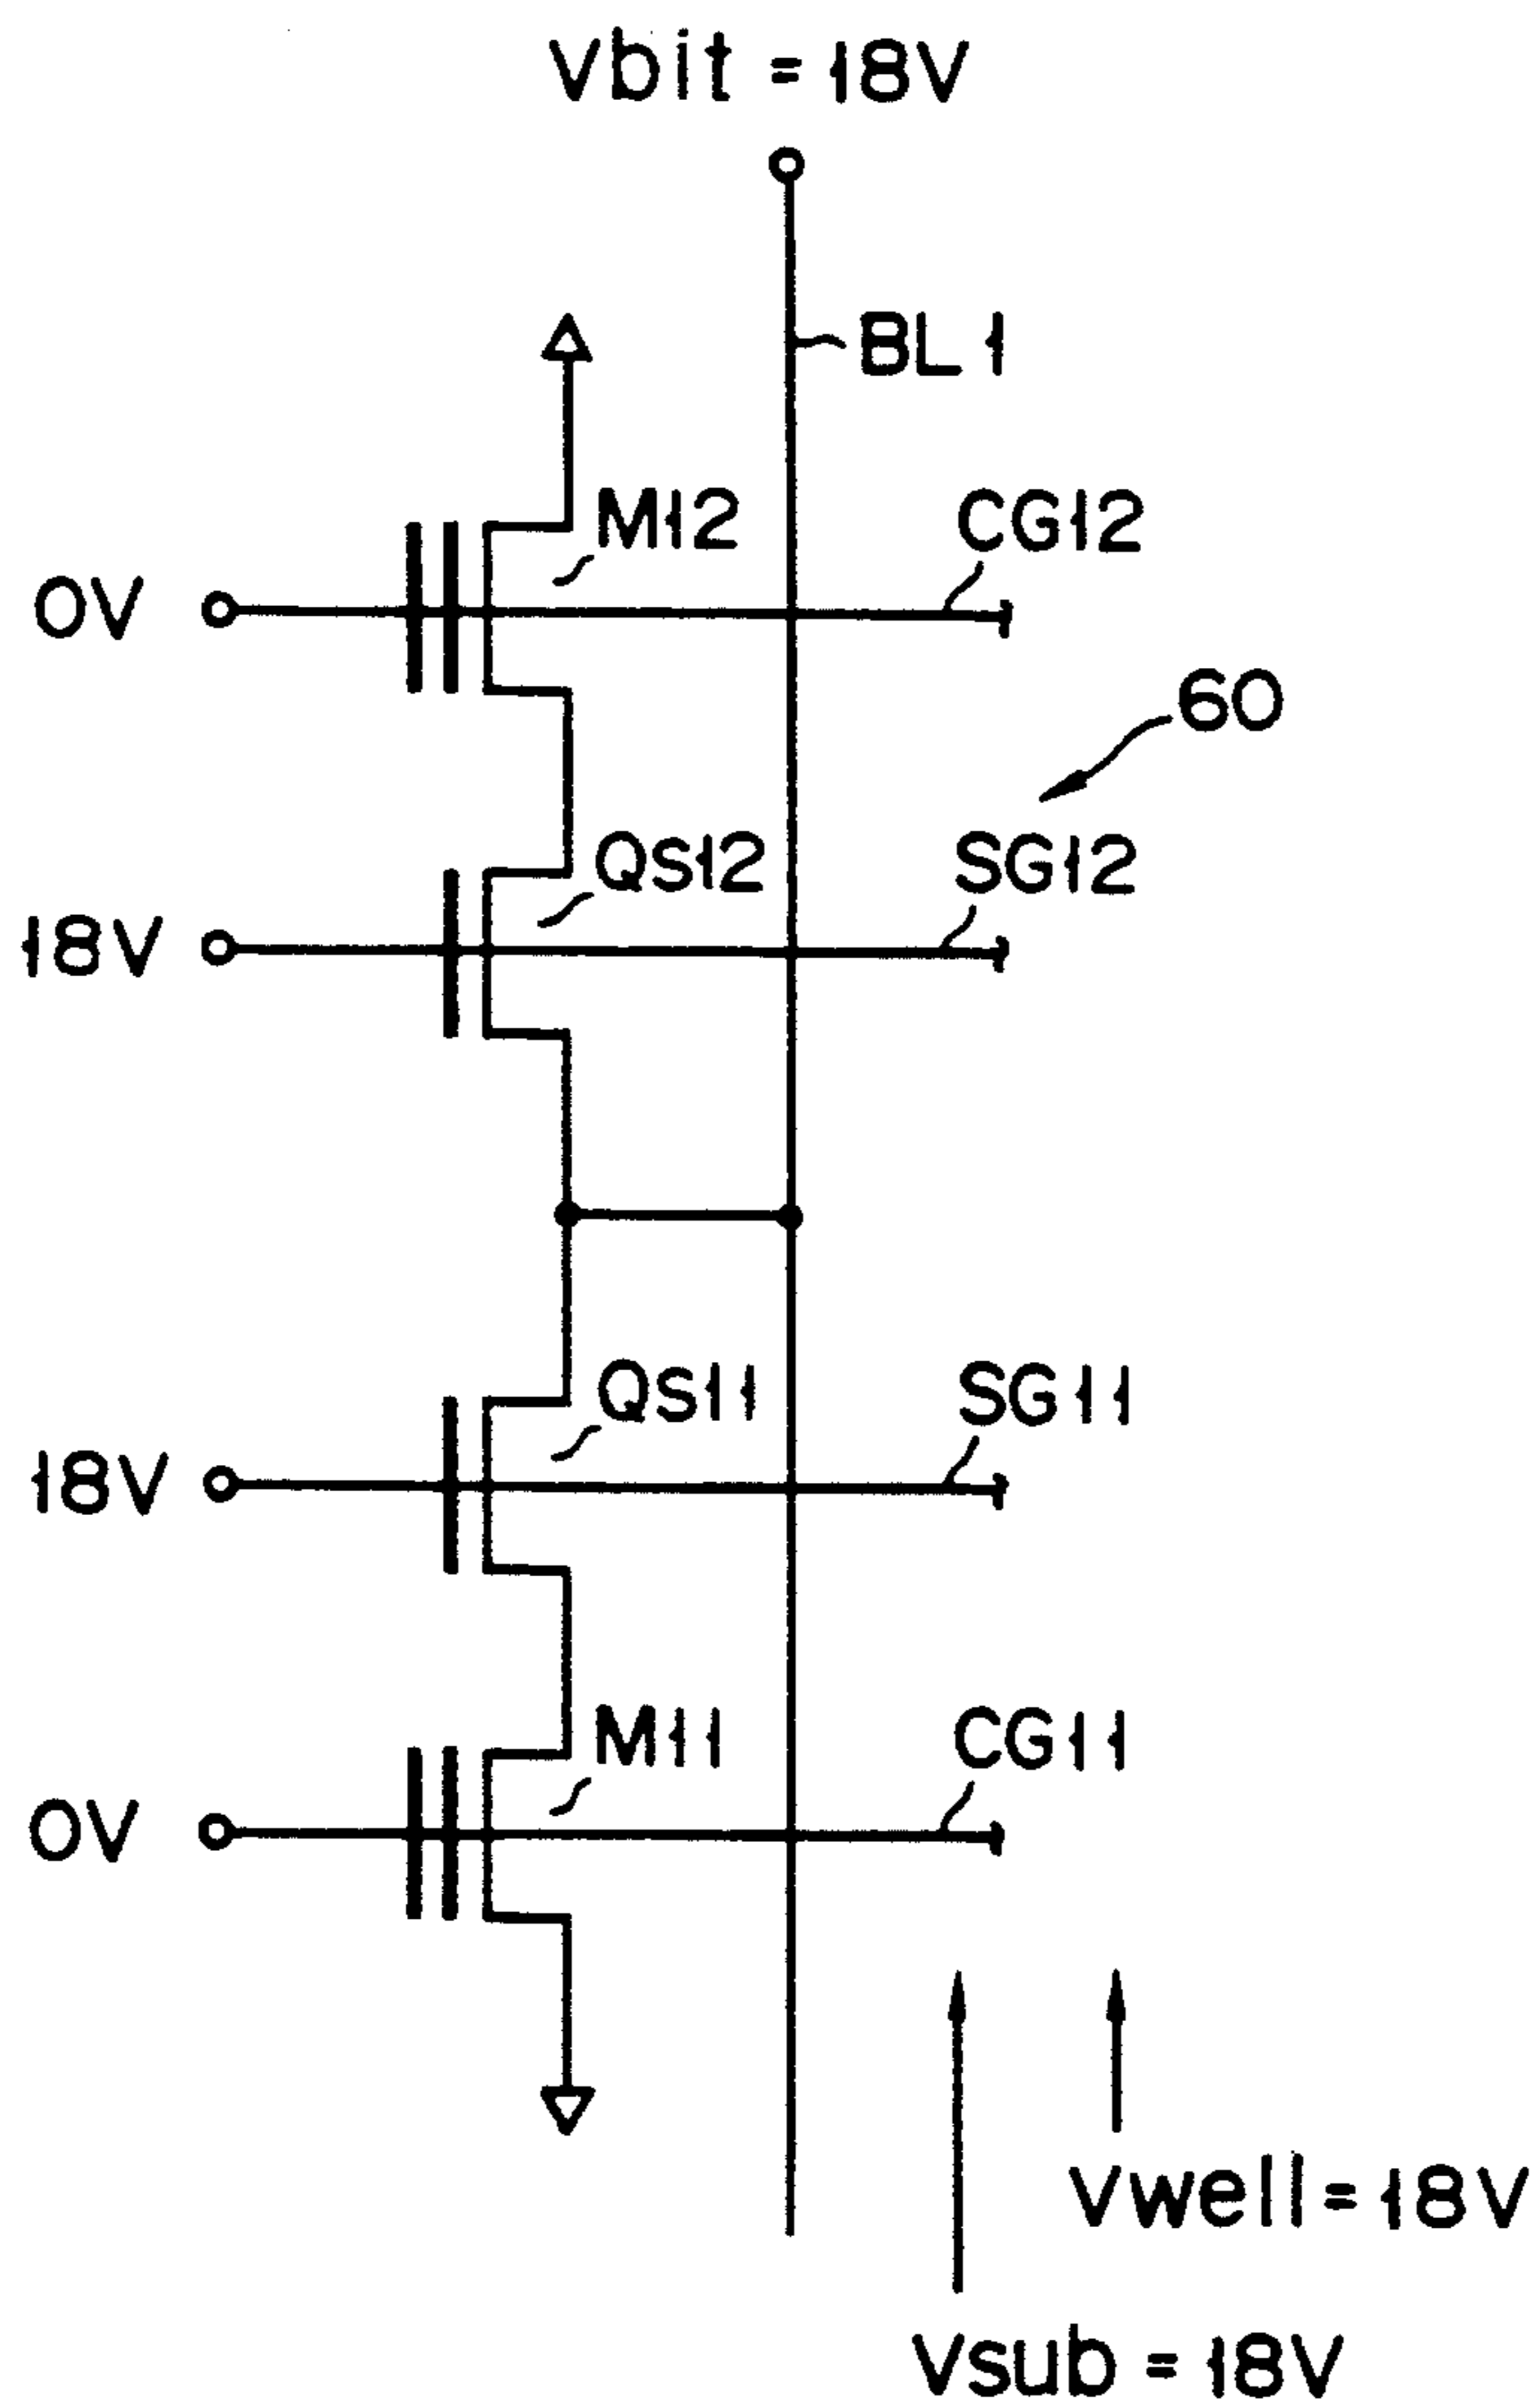 Vbit = 18V
BL1
M12
CG12
0V
60
QS12
SG12
18V
QS11
SG11
18V
M11
CG11
0V
Vwell = 18V
Vsub = 18V